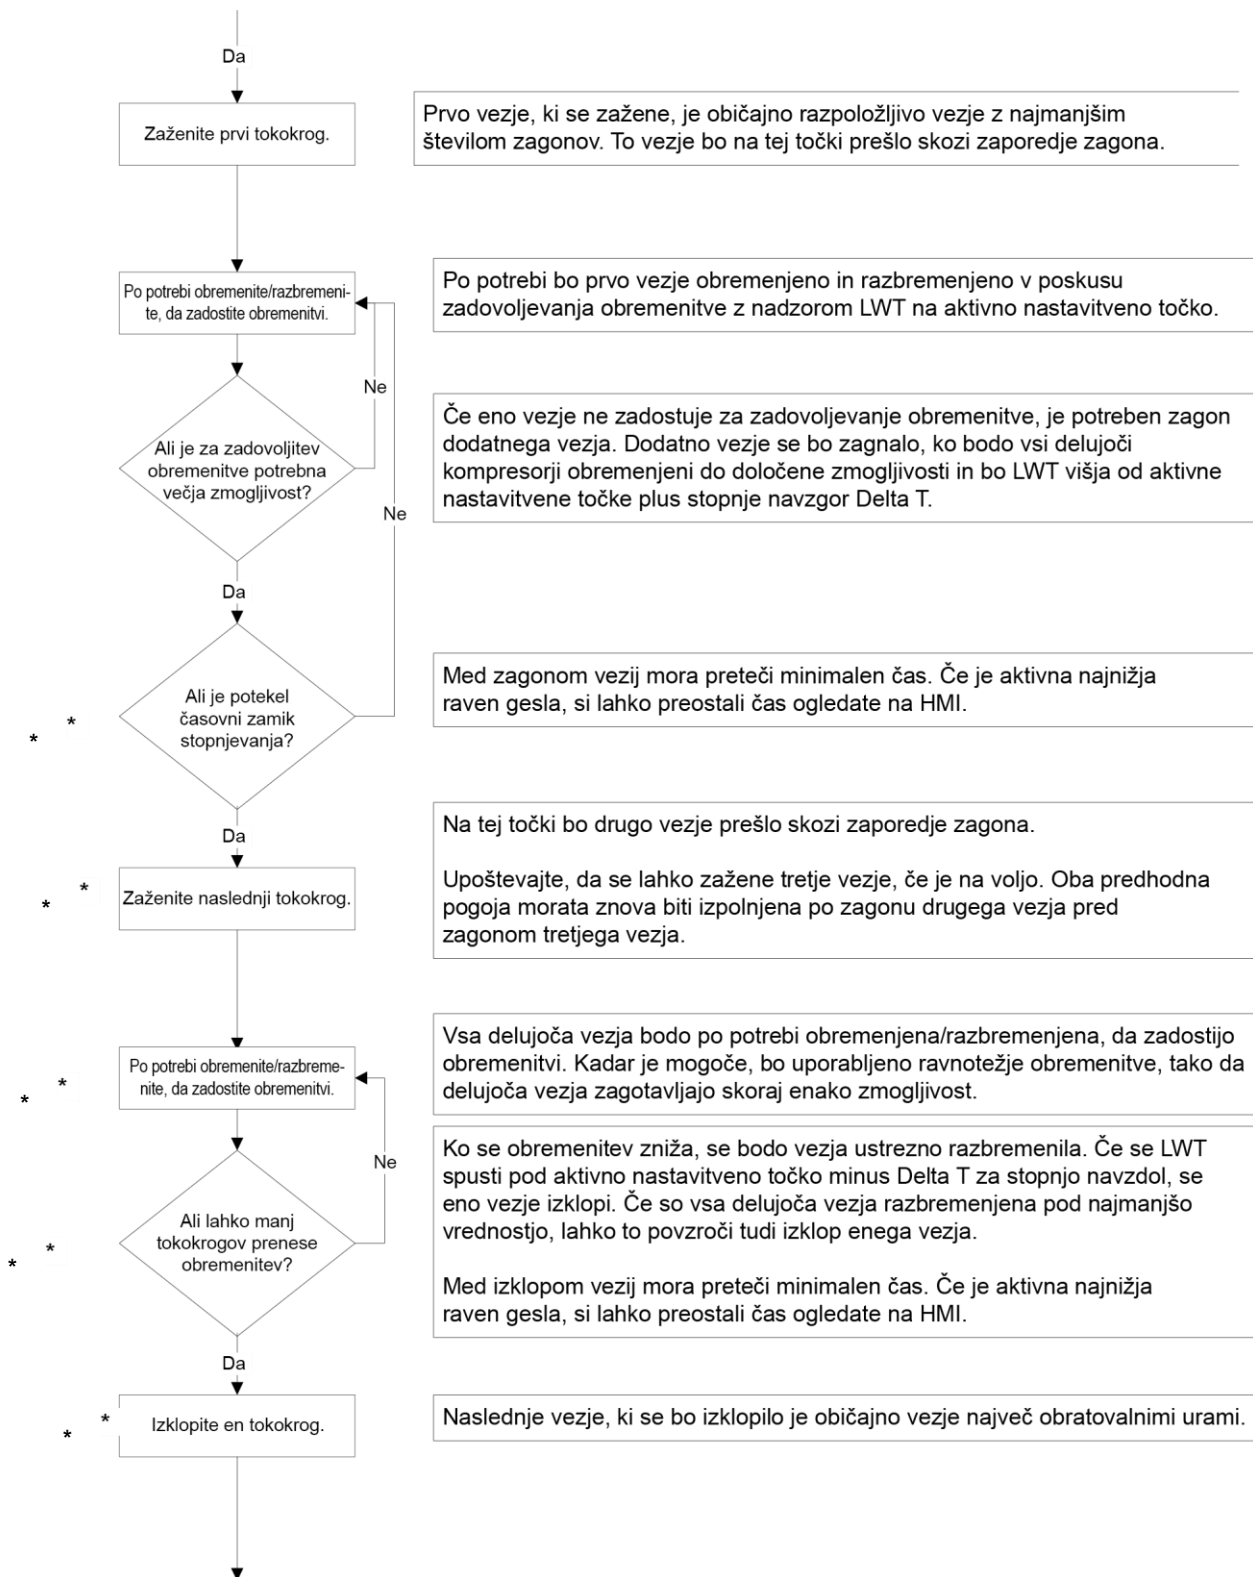 Da
Zaženite prvi tokokrog.
Prvo vezje, ki se zažene, je običajno razpoložljivo vezje z najmanjšim
številom zagonov. To vezje bo na tej točki prešlo skozi zaporedje zagona.
Po potrebi obremenite/razbremeni-
te, da zadostite obremenitvi.
Po potrebi bo prvo vezje obremenjeno in razbremenjeno v poskusu
zadovoljevanja obremenitve z nadzorom LWT na aktivno nastavitveno točko.
Ne
Ali je za zadovoljitev
obremenitve potrebna
večja zmogljivost?
Če eno vezje ne zadostuje za zadovoljevanje obremenitve, je potreben zagon
dodatnega vezja. Dodatno vezje se bo zagnalo, ko bodo vsi delujoči
kompresorji obremenjeni do določene zmogljivosti in bo LWT višja od aktivne
nastavitvene točke plus stopnje navzgor Delta T.
Ne
Da
Ali je potekel
časovni zamik
stopnjevanja?
* *
Med zagonom vezij mora preteči minimalen čas. Če je aktivna najnižja
raven gesla, si lahko preostali čas ogledate na HMI.
Da
Zaženite naslednji tokokrog.
* *
Na tej točki bo drugo vezje prešlo skozi zaporedje zagona.
Upoštevajte, da se lahko zažene tretje vezje, če je na voljo. Oba predhodna
pogoja morata znova biti izpolnjena po zagonu drugega vezja pred
zagonom tretjega vezja.
Po potrebi obremenite/razbreme-
nite, da zadostite obremenitvi.
* *
Vsa delujoča vezja bodo po potrebi obremenjena/razbremenjena, da zadostijo
obremenitvi. Kadar je mogoče, bo uporabljeno ravnotežje obremenitve, tako da
delujoča vezja zagotavljajo skoraj enako zmogljivost.
Ne
Ali lahko manj
tokokrogov prenese
obremenitev?
* *
Ko se obremenitev zniža, se bodo vezja ustrezno razbremenila. Če se LWT
spusti pod aktivno nastavitveno točko minus Delta T za stopnjo navzdol, se
eno vezje izklopi. Če so vsa delujoča vezja razbremenjena pod najmanjšo
vrednostjo, lahko to povzroči tudi izklop enega vezja.
Med izklopom vezij mora preteči minimalen čas. Če je aktivna najnižja
raven gesla, si lahko preostali čas ogledate na HMI.
Da
Izklopite en tokokrog.
* *
Naslednje vezje, ki se bo izklopilo je običajno vezje največ obratovalnimi urami.